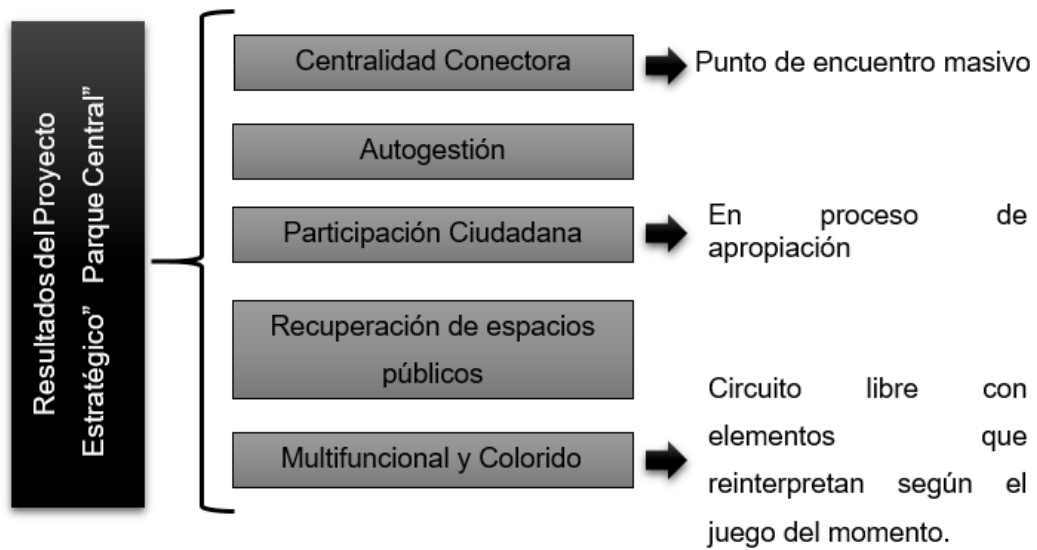 Resultados del Proyecto
Estratégico” Parque Central”
Centralidad Conectora
Punto de encuentro masivo
Autogestión
Participación Ciudadana
En proceso de
apropiación
Recuperación de espacios
públicos
Multifuncional y Colorido
Circuito libre con
elementos que
reinterpretan según el
juego del momento.